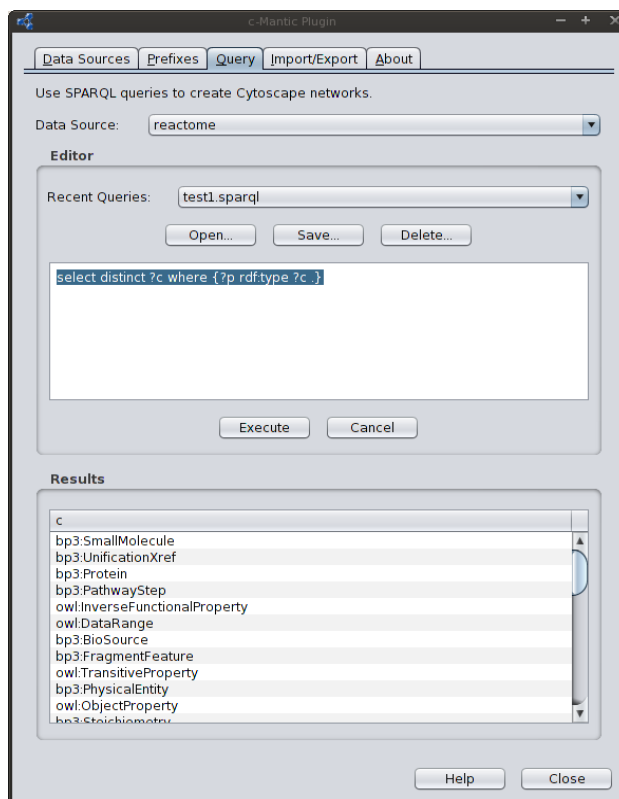 c-Mantic Plugin
Data Sources Prefixes Query Import/Export About
Use SPARQL queries to create Cytoscape networks.
Data Source: reactome
Editor
Recent Queries: test1.sparql
Open... Save... Delete...
select distinct ?c where {?p rdf:type ?c .}
Execute Cancel
Results
c
bp3:SmallMolecule
bp3:UnificationXref
bp3:Protein
bp3:PathwayStep
owl:InverseFunctionalProperty
owl:DataRange
bp3:BioSource
bp3:FragmentFeature
owl:TransitiveProperty
bp3:PhysicalEntity
owl:ObjectProperty
bp3:Stoichiometry
Help Close